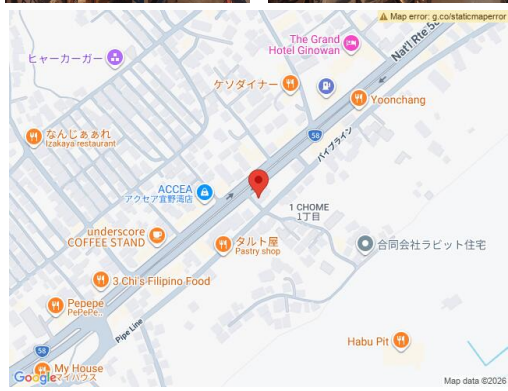 Map error: g.co/staticmaperror
The Grand
Hotel Ginowan
Nat'l Rte 58
ヒャーカーガー
ケソダイナー
Yoonchang
58
パイプライン
なんじぁぁれ
Izakaya restaurant
ACCEA
アクセア宜野湾店
1 CHOME
1丁目
underscore
COFFEE STAND
タルト屋
Pastry shop
合同会社ラビット住宅
3 Chi's Filipino Food
Pepepe
PePePe..
Pipe Line
Habu Pit
58
My House
マイハウス
Google
Map data ©2026